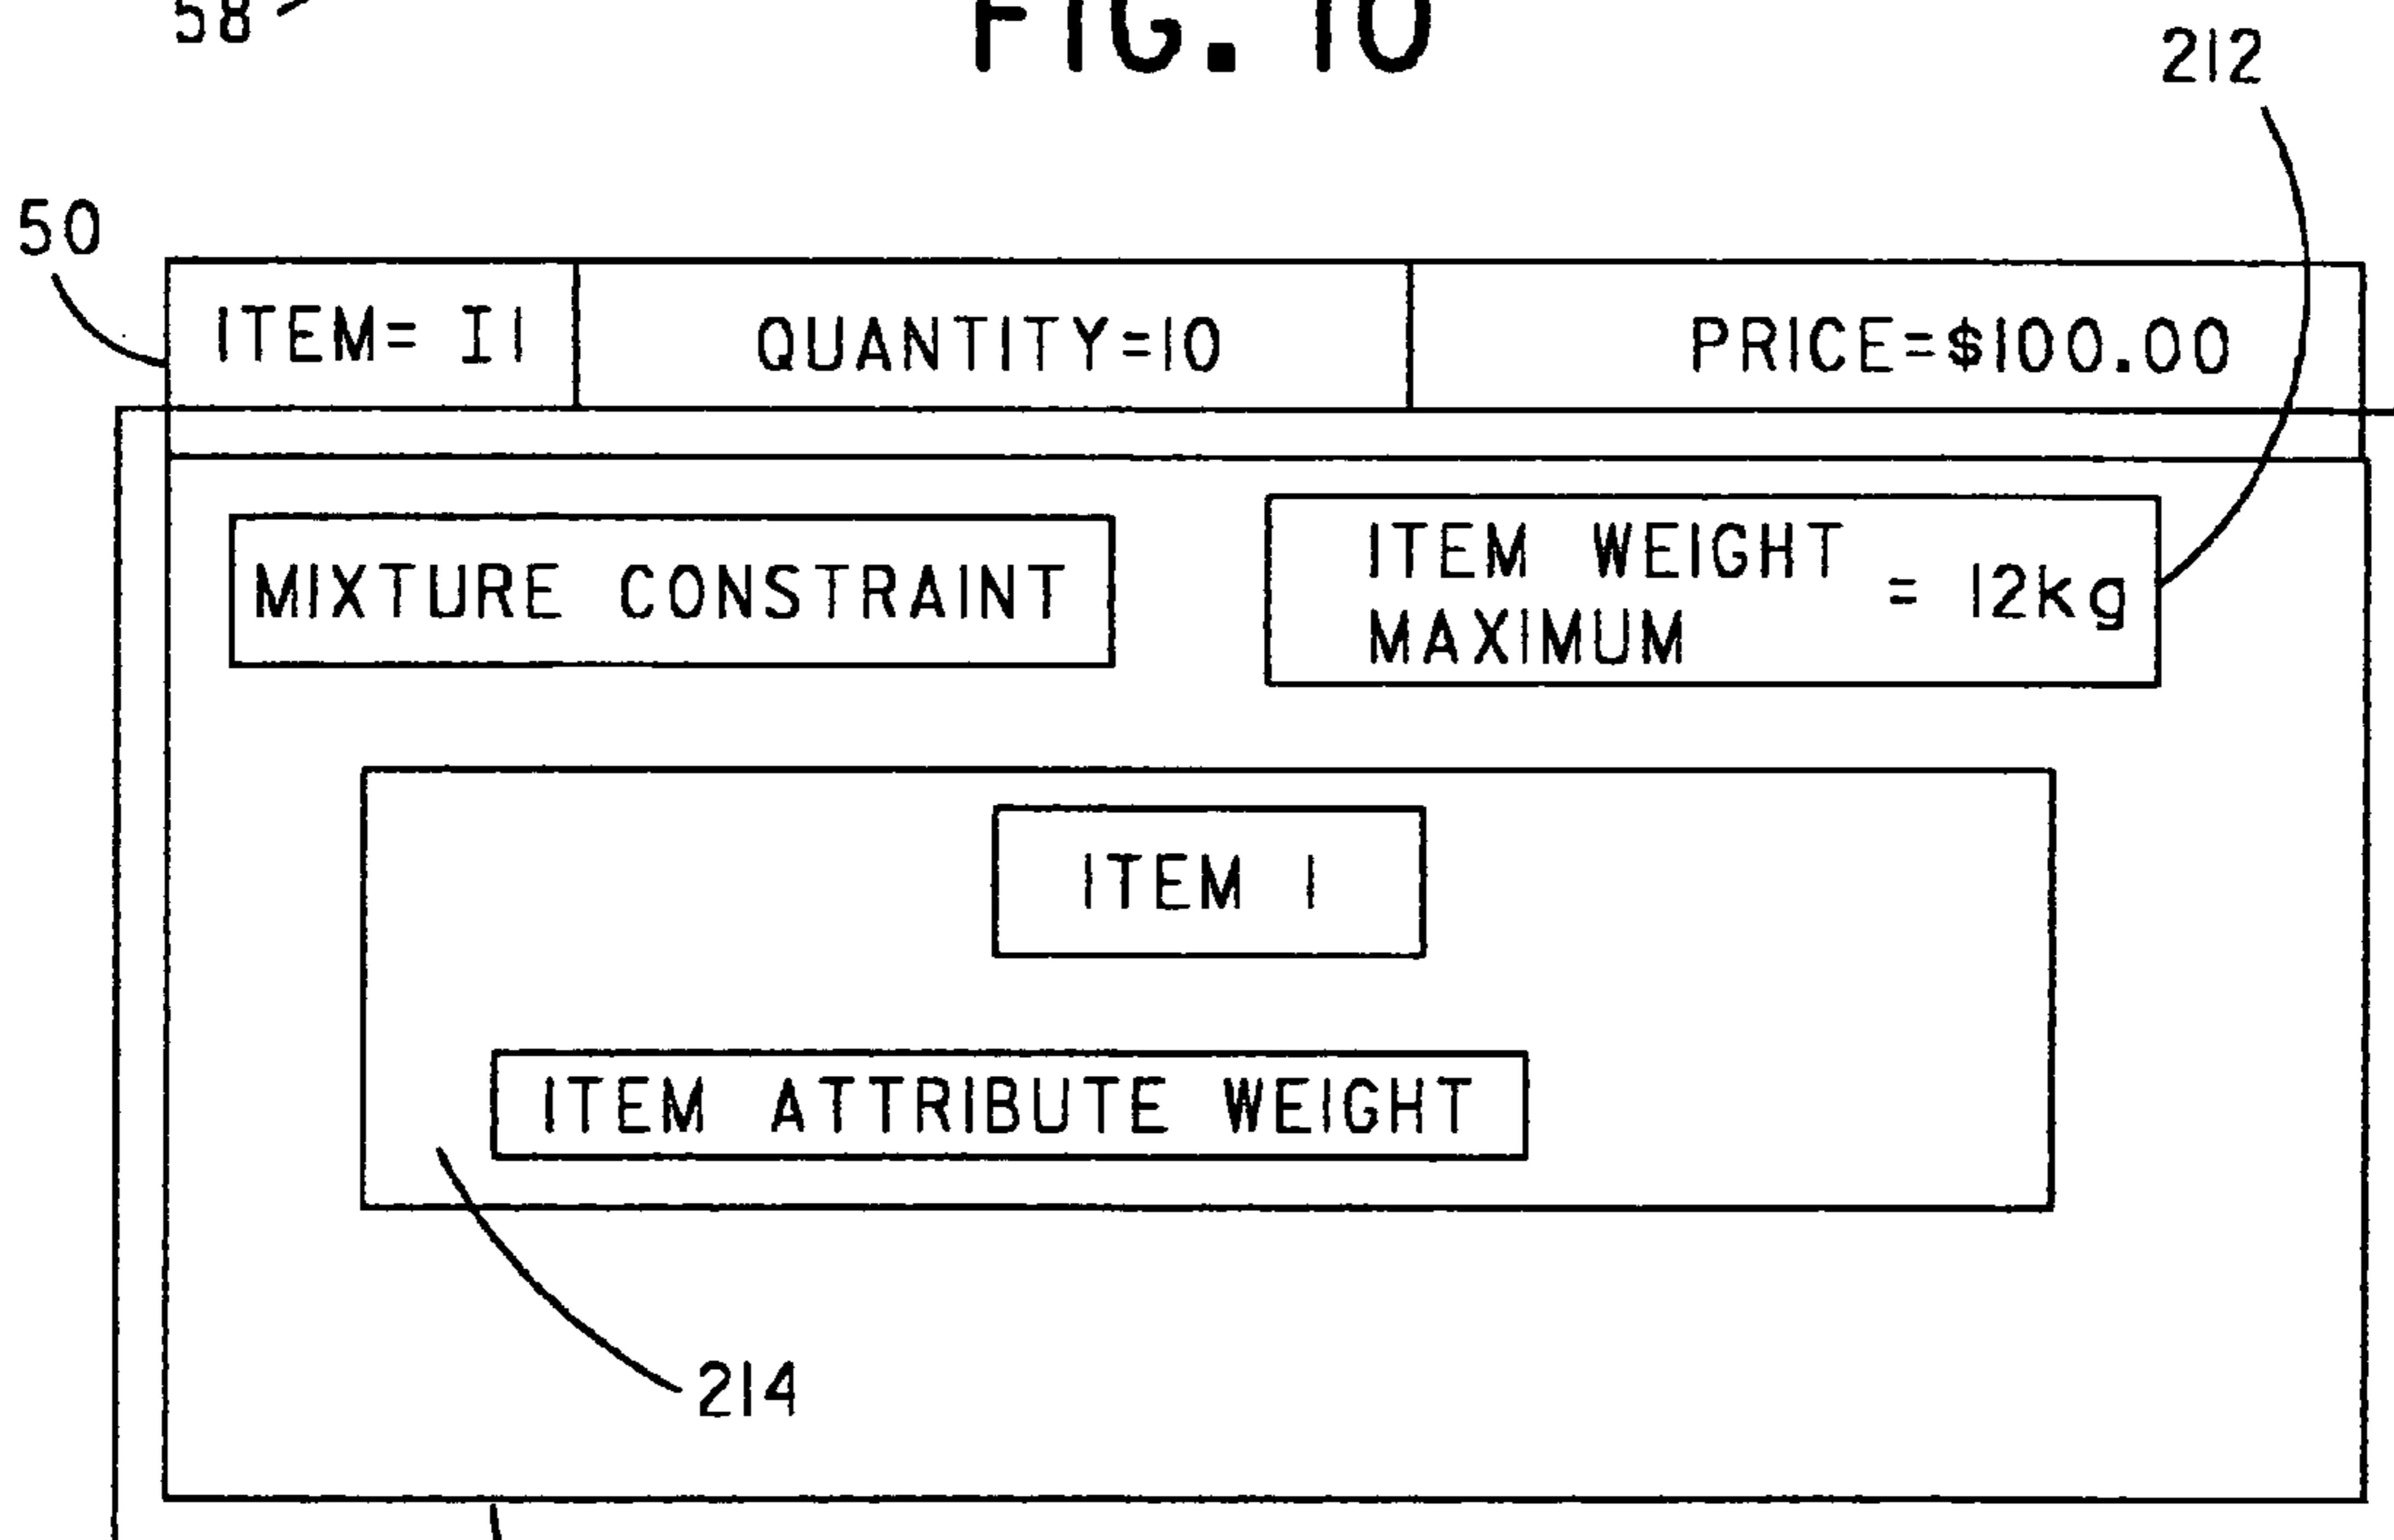 58
FIG. 10
212
50
ITEM= I1 QUANTITY=10 PRICE=$100.00
MIXTURE CONSTRAINT
ITEM WEIGHT
MAXIMUM = 12kg
ITEM 1
ITEM ATTRIBUTE WEIGHT
214